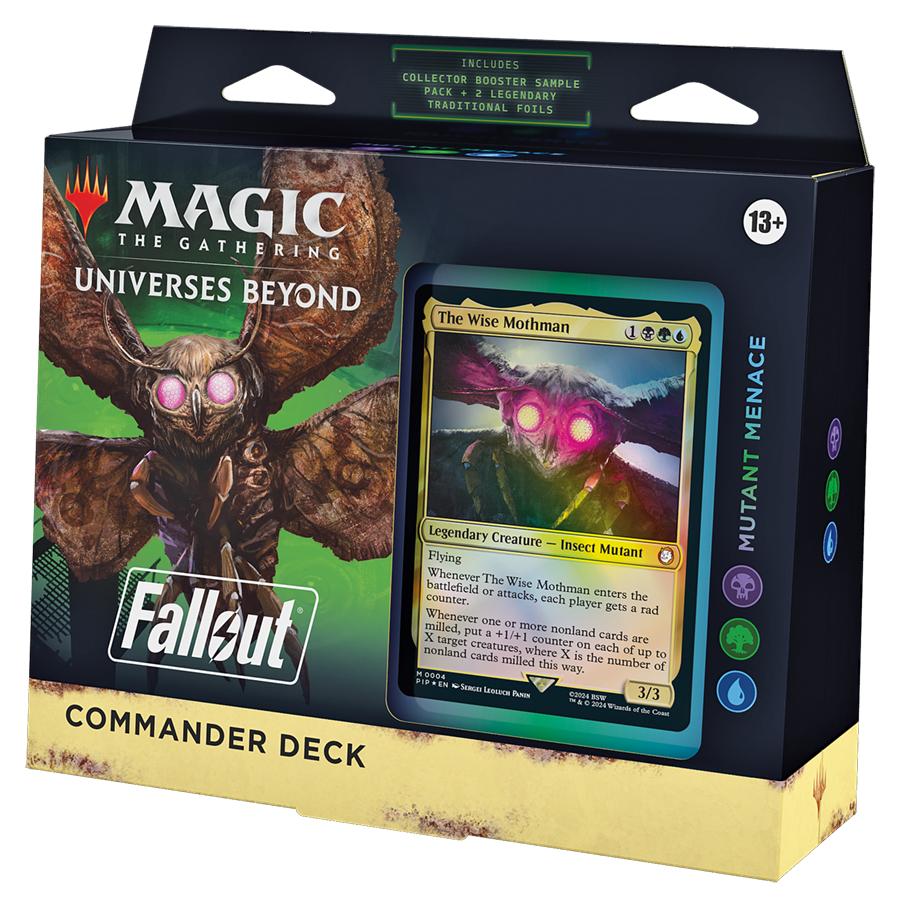 INCLUDES
COLLECTOR BOOSTER SAMPLE
PACK + 2 LEGENDARY
TRADITIONAL FOILS
MAGIC
THE GATHERING
UNIVERSES BEYOND
13+
The Wise Mothman 1
Legendary Creature — Insect Mutant
Flying
Whenever The Wise Mothman enters the
battlefield or attacks, each player gets a rad
counter.
Whenever one or more nonland cards are
milled, put a +1/+1 counter on each of up to
X target creatures, where X is the number of
nonland cards milled this way.
3/3
M 0004
PIP ★ EN SERGEI LEOLUCH PANIN
©2024 BSW
™ & © 2024 Wizards of the Coast
MUTANT MENACE
Fallout®
COMMANDER DECK